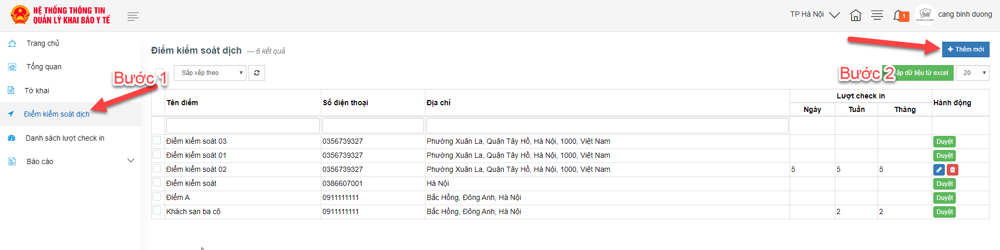 HỆ THỐNG THÔNG TIN
QUẢN LÝ KHAI BÁO Y TẾ
TP Hà Nội
1
KHÔNG CÓ ẢNH
cang binh duong
Trang chủ
Tổng quan
Tờ khai
Điểm kiểm soát dịch
Danh sách lượt check in
Báo cáo
Bước 1
Điểm kiểm soát dịch — 6 kết quả
+ Thêm mới
Sắp xếp theo
Bước 2
dữ liệu từ excel
20
Tên điểm Số điện thoại Địa chỉ Lượt check in Hành động
Ngày Tuần Tháng
Điểm kiểm soát 03 0356739327 Phường Xuân La, Quận Tây Hồ, Hà Nội, 1000, Việt Nam Duyệt
Điểm kiểm soát 01 0356739327 Phường Xuân La, Quận Tây Hồ, Hà Nội, 1000, Việt Nam Duyệt
Điểm kiểm soát 02 0356739327 Phường Xuân La, Quận Tây Hồ, Hà Nội, 1000, Việt Nam 5 5 5
Điểm kiểm soát 0386607001 Hà Nội Duyệt
Điểm A 0911111111 Bắc Hồng, Đông Anh, Hà Nội Duyệt
Khách sạn ba cô 0911111111 Bắc Hồng, Đông Anh, Hà Nội 2 2 Duyệt